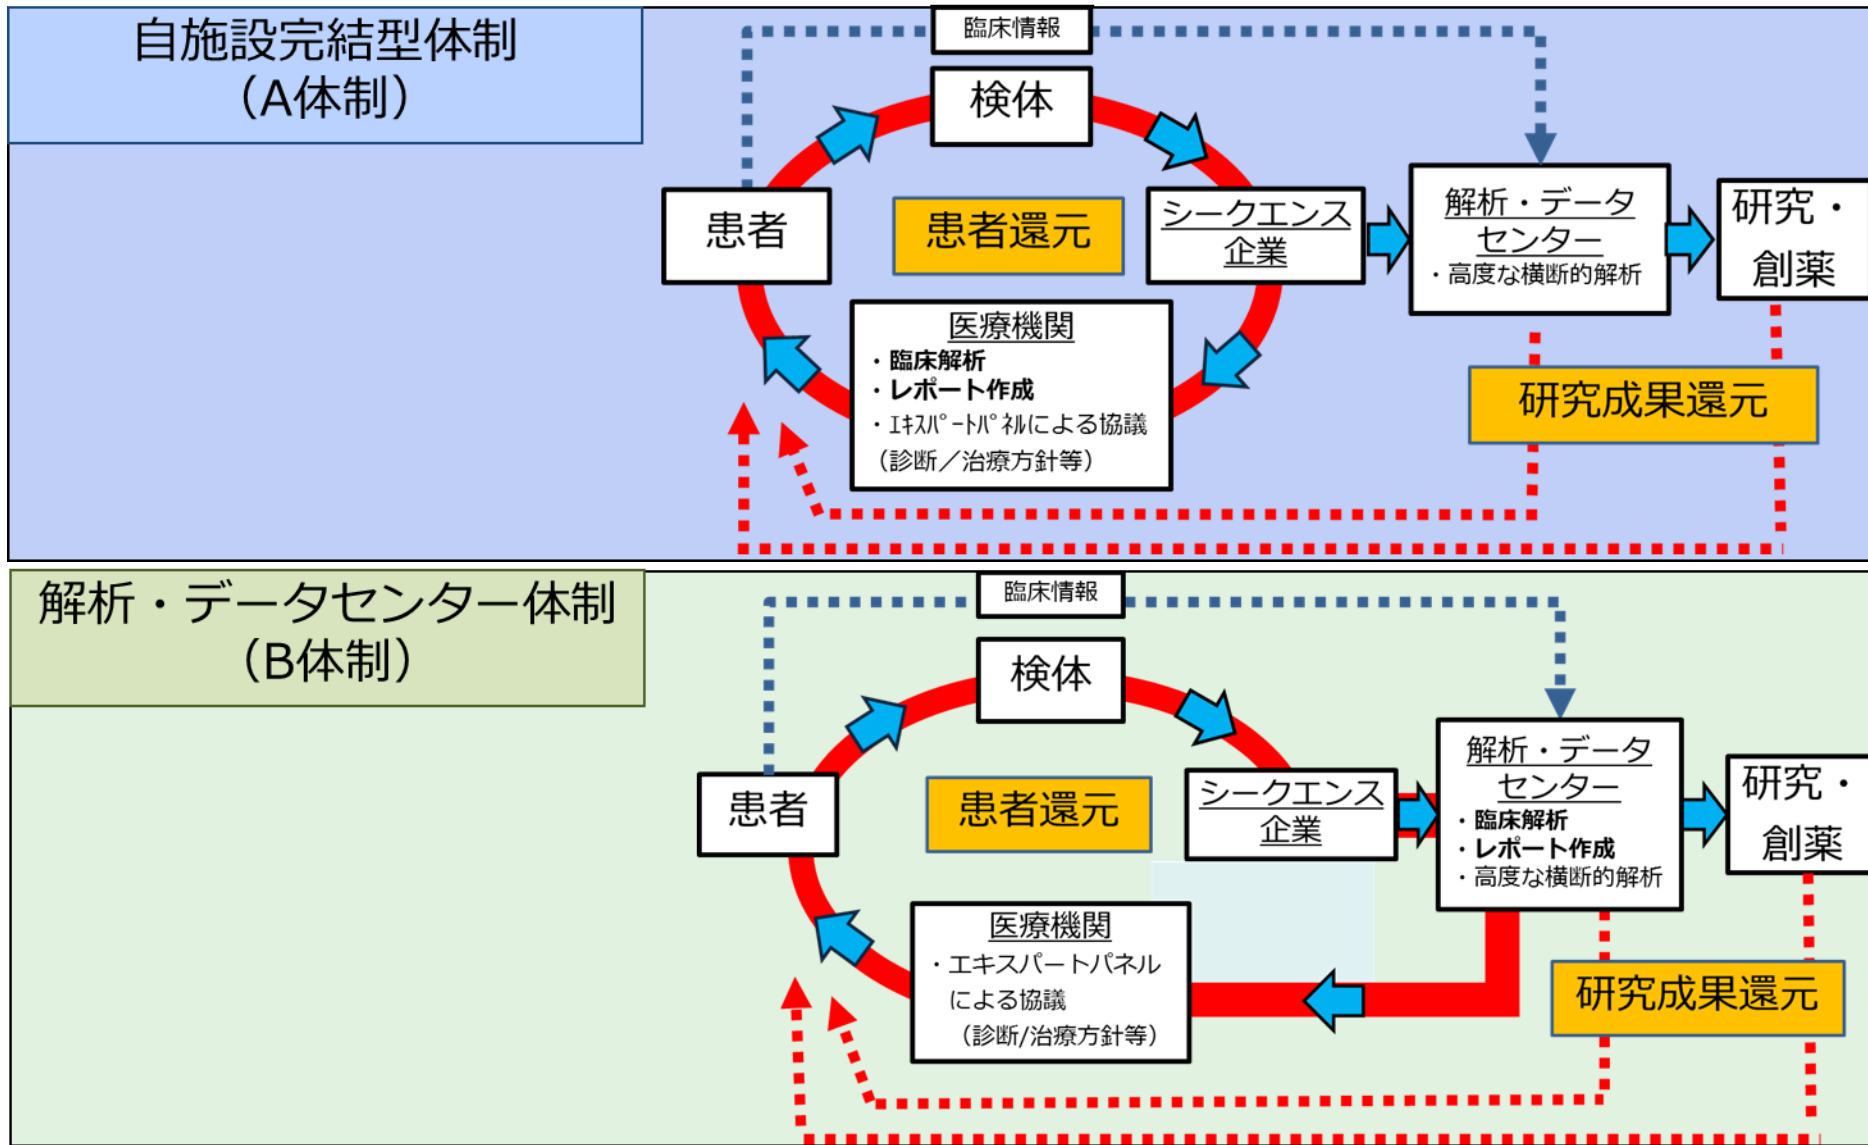 自施設完結型体制
（A体制）
臨床情報
検体
患者
患者還元
シークエンス
企業
解析・データ
センター
・高度な横断的解析
研究・
創薬
医療機関
・臨床解析
・レポート作成
・ｴｷｽﾊﾟｰﾄﾊﾟﾈﾙによる協議
（診断／治療方針等）
研究成果還元
解析・データセンター体制
（B体制）
臨床情報
検体
患者
患者還元
シークエンス
企業
解析・データ
センター
・臨床解析
・レポート作成
・高度な横断的解析
研究・
創薬
医療機関
・エキスパートパネル
による協議
（診断/治療方針等）
研究成果還元